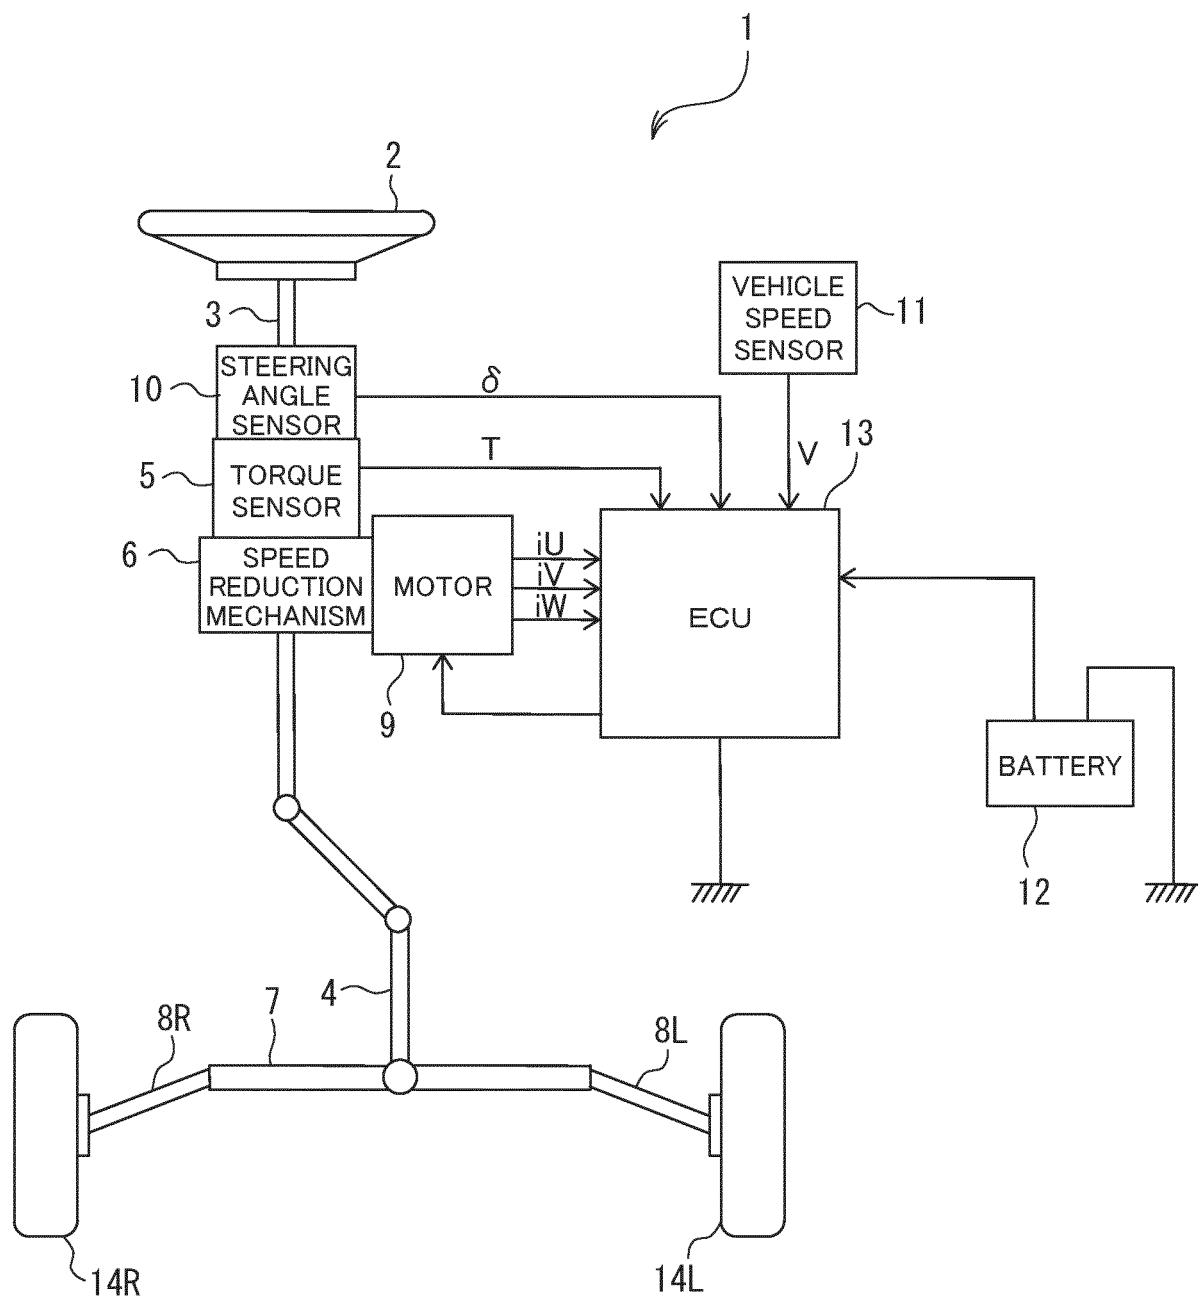 1
2
3
VEHICLE
SPEED
SENSOR
11
STEERING
ANGLE
SENSOR
10
δ
T
V
13
5
TORQUE
SENSOR
6
SPEED
REDUCTION
MECHANISM
MOTOR
iU
iV
iW
ECU
9
BATTERY
12
4
7
8R
8L
14R
14L